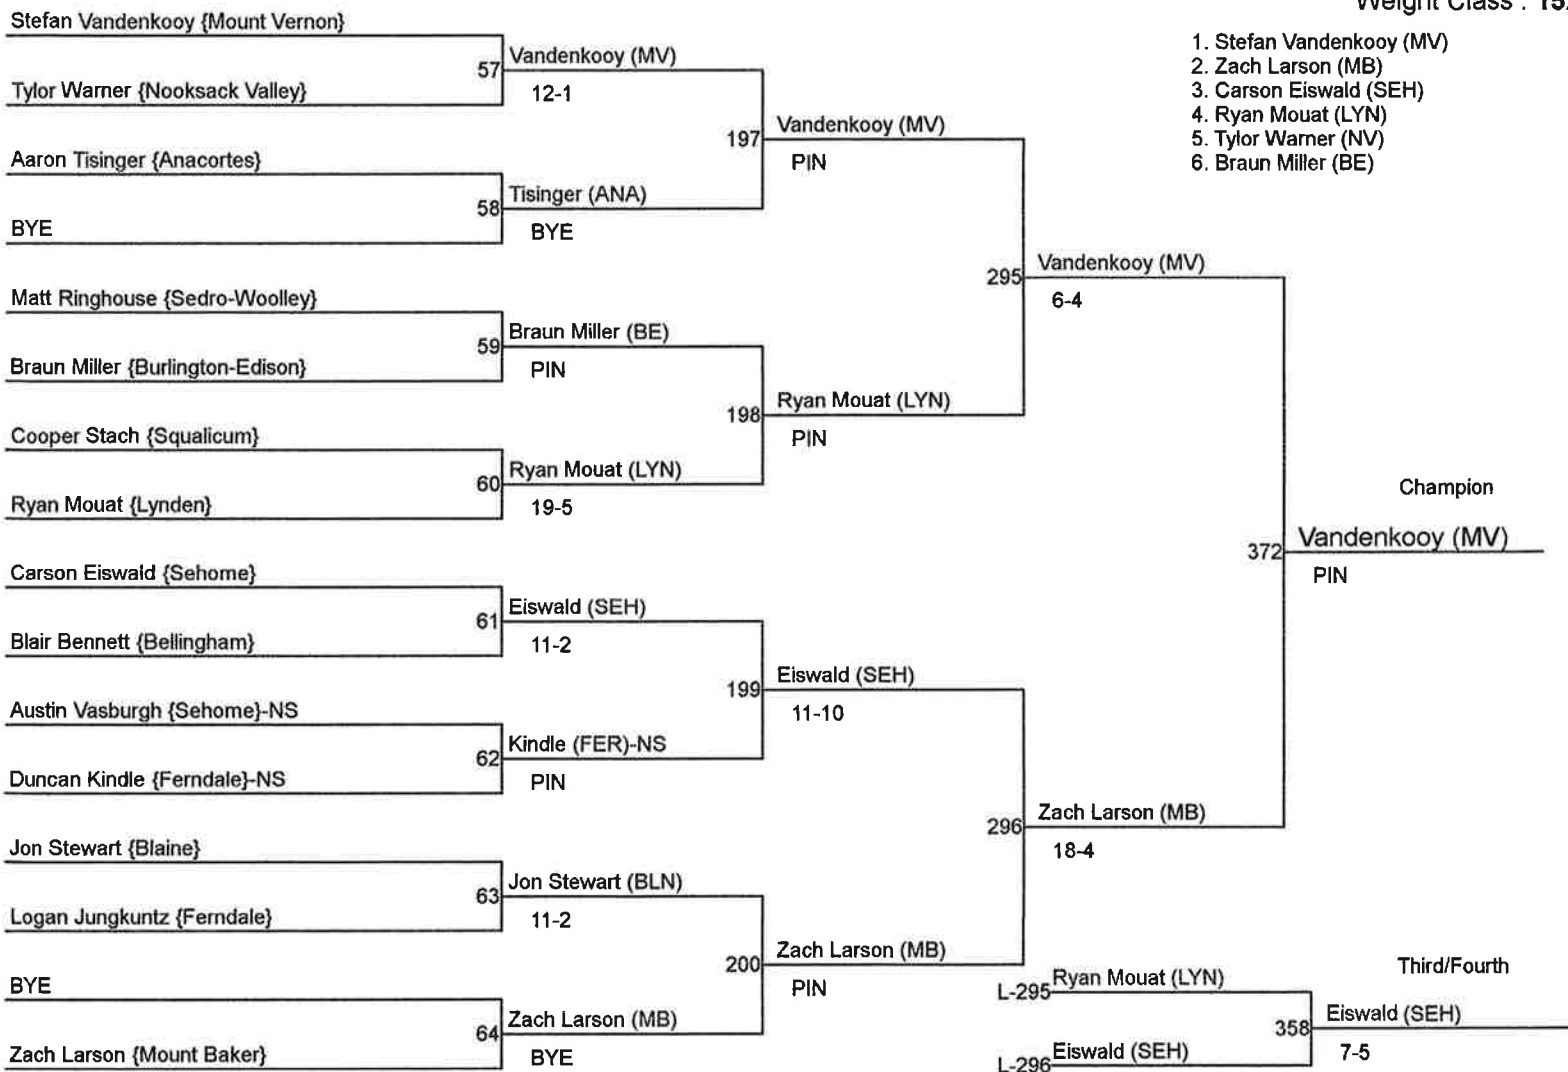 Weight Class :
1. Stefan Vandenkooy (MV)
2. Zach Larson (MB)
3. Carson Eiswald (SEH)
4. Ryan Mouat (LYN)
5. Tylor Warner (NV)
6. Braun Miller (BE)
Stefan Vandenkooy {Mount Vernon}
57 Vandenkooy (MV)
12-1
Tylor Warner {Nooksack Valley}
197 Vandenkooy (MV)
PIN
Aaron Tisinger {Anacortes}
58 Tisinger (ANA)
BYE
BYE
295 Vandenkooy (MV)
6-4
Matt Ringhouse {Sedro-Woolley}
59 Braun Miller (BE)
PIN
Braun Miller {Burlington-Edison}
198 Ryan Mouat (LYN)
PIN
Cooper Stach {Squalicum}
60 Ryan Mouat (LYN)
19-5
Ryan Mouat {Lynden}
Champion
372 Vandenkooy (MV)
PIN
Carson Eiswald {Sehome}
61 Eiswald (SEH)
11-2
Blair Bennett {Bellingham}
199 Eiswald (SEH)
11-10
Austin Vasburgh {Sehome}-NS
62 Kindle (FER)-NS
PIN
Duncan Kindle {Ferndale}-NS
296 Zach Larson (MB)
18-4
Jon Stewart {Blaine}
63 Jon Stewart (BLN)
11-2
Logan Jungkuntz {Ferndale}
200 Zach Larson (MB)
PIN
BYE
64 Zach Larson (MB)
BYE
Zach Larson {Mount Baker}
Third/Fourth
L-295 Ryan Mouat (LYN)
358 Eiswald (SEH)
7-5
L-296 Eiswald (SEH)